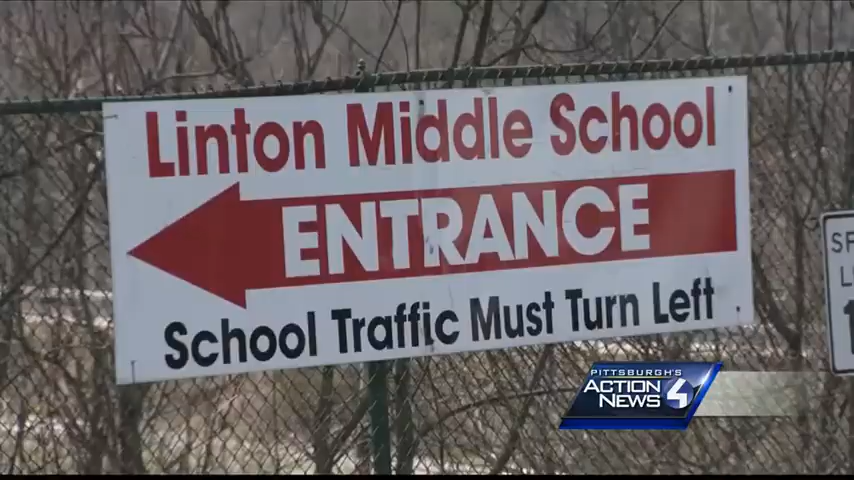 Linton Middle School
ENTRANCE
School Traffic Must Turn Left
PITTSBURGH'S
ACTION
NEWS 4